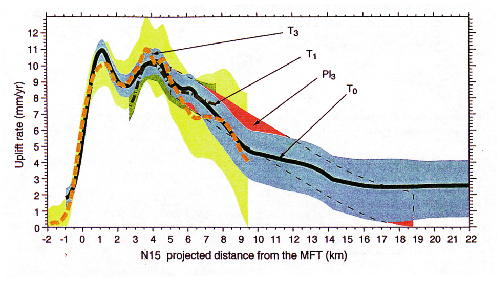 T3
T1
Pl3
T0
Uplift rate (mm/yr)
12
11
10
9
8
7
6
5
4
3
2
1
0
-2 -1 0 1 2 3 4 5 6 7 8 9 10 11 12 13 14 15 16 17 18 19 20 21 22
N15 projected distance from the MFT (km)